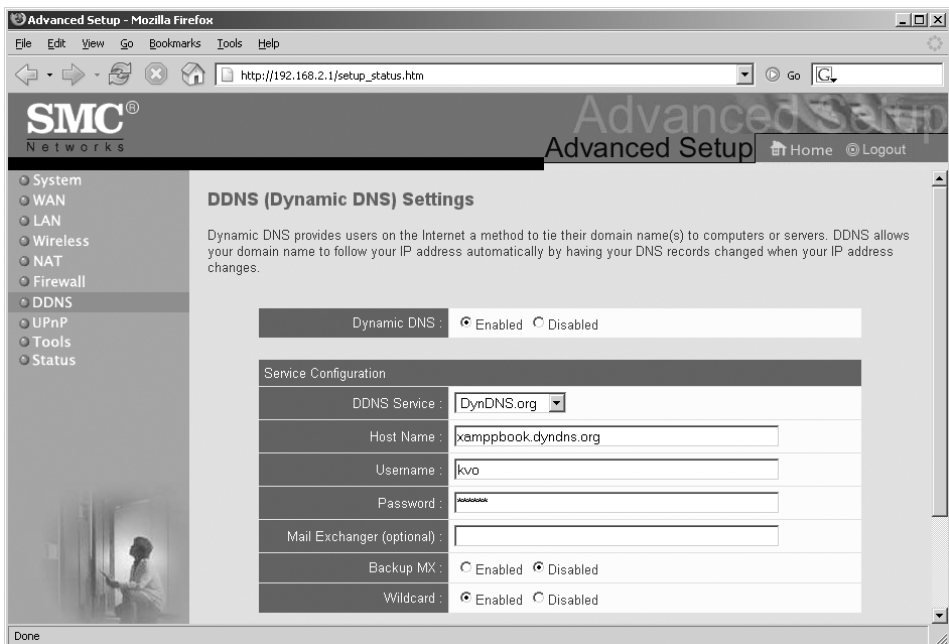 Advanced Setup - Mozilla Firefox
File Edit View Go Bookmarks Tools Help
http://192.168.2.1/setup_status.htm Go G
SMC®
Networks
Advanced Setup
Advanced Setup Home Logout
System
WAN
LAN
Wireless
NAT
Firewall
DDNS
UPnP
Tools
Status
DDNS (Dynamic DNS) Settings
Dynamic DNS provides users on the Internet a method to tie their domain name(s) to computers or servers. DDNS allows
your domain name to follow your IP address automatically by having your DNS records changed when your IP address
changes.
Dynamic DNS : Enabled Disabled
Service Configuration
DDNS Service : DynDNS.org
Host Name : xamppbook.dyndns.org
Username : kvo
Password : ******
Mail Exchanger (optional) :
Backup MX : Enabled Disabled
Wildcard : Enabled Disabled
Done